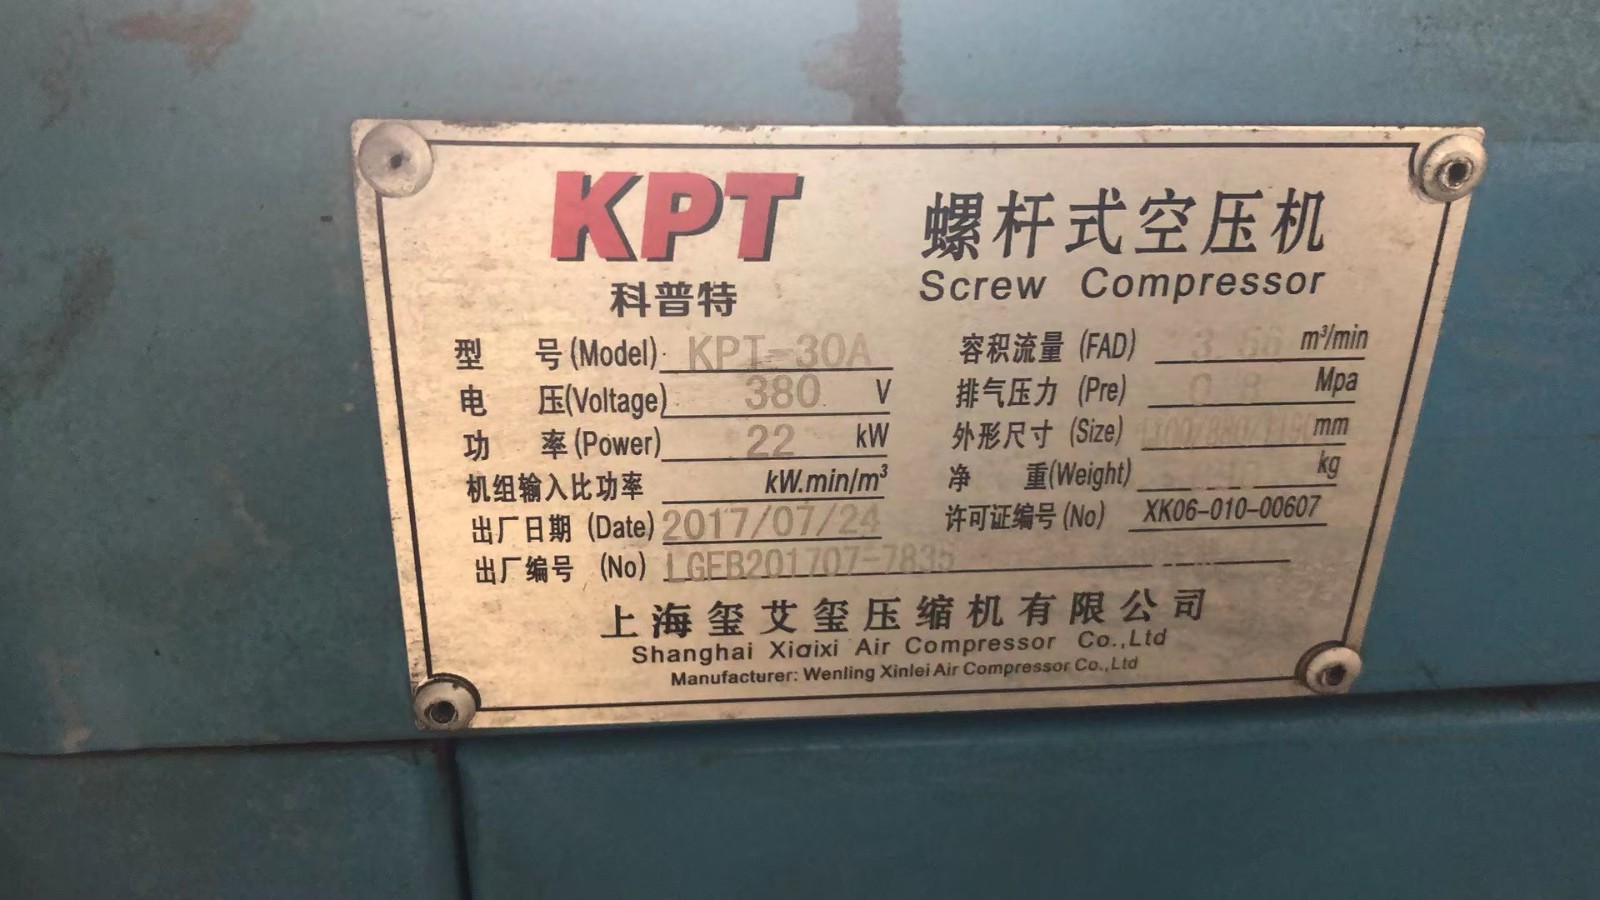 KPT
科普特
螺杆式空压机
Screw Compressor
型 号(Model) KPT-30A
电 压(Voltage) 380 V
功 率(Power) 22 kW
机组输入比功率 kW.min/m³
出厂日期 (Date) 2017/07/24
出厂编号 (No) LGEB201707-7835
容积流量 (FAD) m³/min
排气压力 (Pre) 0.8 Mpa
外形尺寸 (Size) mm
净 重(Weight) kg
许可证编号(No) XK06-010-00607
上海玺艾玺压缩机有限公司
Shanghai Xiaixi Air Compressor Co.,Ltd
Manufacturer: Wenling Xinlei Air Compressor Co.,Ltd